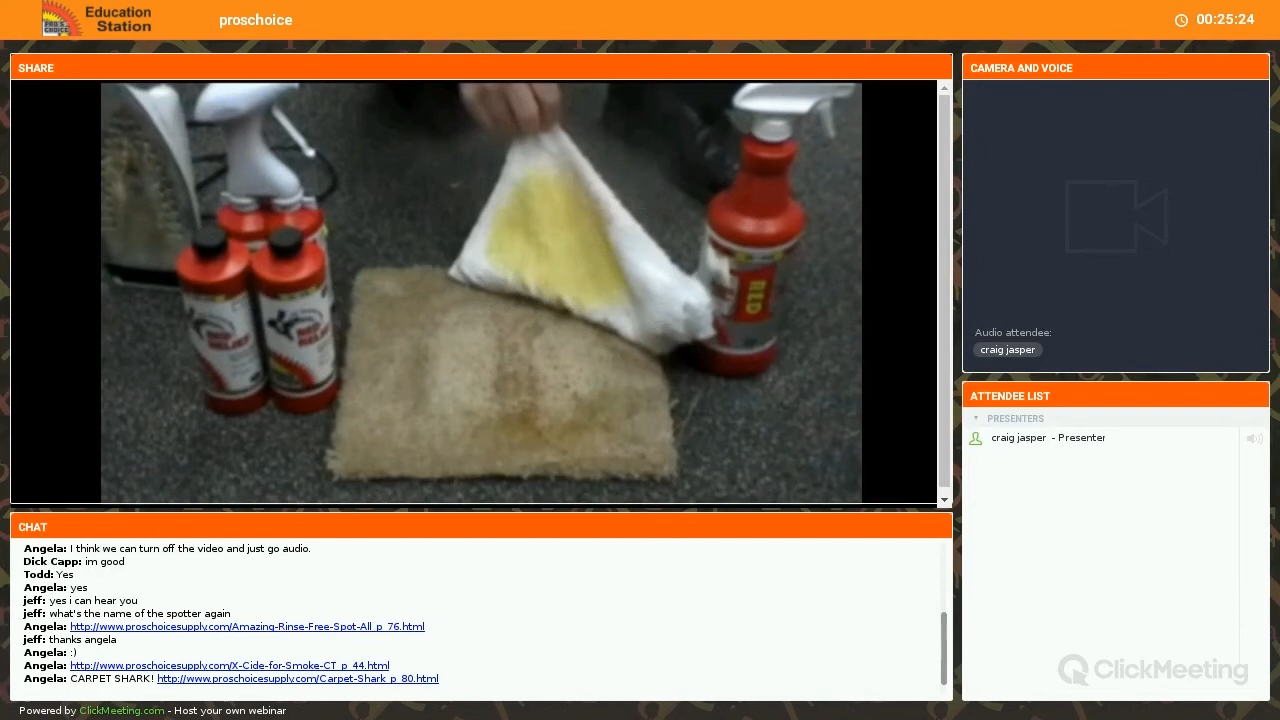 Education
Station
PRO'S
CHOICE
proschoice
00:25:24
SHARE
RED
RED RELIEF
CAMERA AND VOICE
Audio attendee:
craig jasper
ATTENDEE LIST
PRESENTERS
craig jasper - Presenter
CHAT
Angela: I think we can turn off the video and just go audio.
Dick Capp: im good
Todd: Yes
Angela: yes
jeff: yes i can hear you
jeff: what's the name of the spotter again
Angela: http://www.proschoicesupply.com/Amazing-Rinse-Free-Spot-All_p_76.html
jeff: thanks angela
Angela: :)
Angela: http://www.proschoicesupply.com/X-Cide-for-Smoke-CT_p_44.html
Angela: CARPET SHARK! http://www.proschoicesupply.com/Carpet-Shark_p_80.html
ClickMeeting
Powered by ClickMeeting.com - Host your own webinar